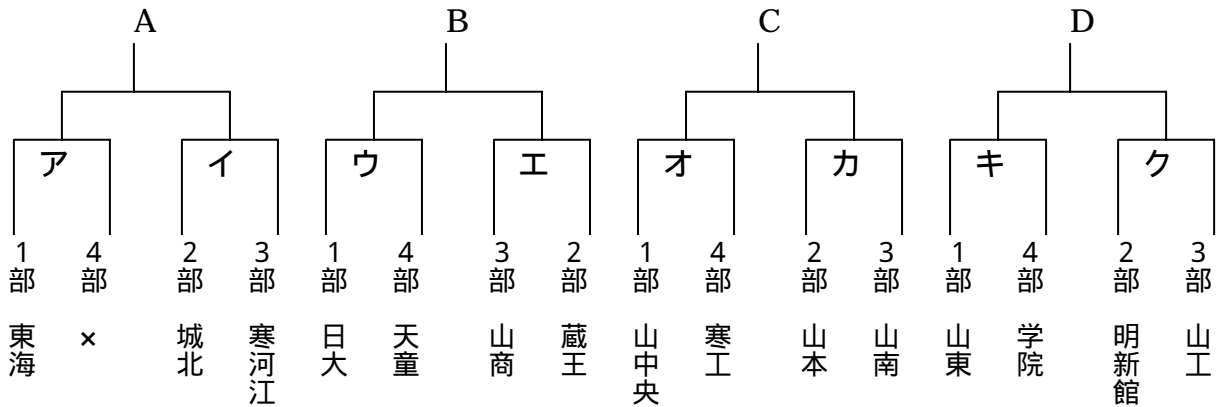 A B C D
ア イ ウ エ オ カ キ ク
1部 4部 2部 3部 1部 4部 3部 2部 1部 4部 2部 3部 1部 4部 2部 3部
東海 × 城北 寒河江 日大 天童 山商 蔵王 山中央 寒工 山本 山南 山東 学院 明新館 山工